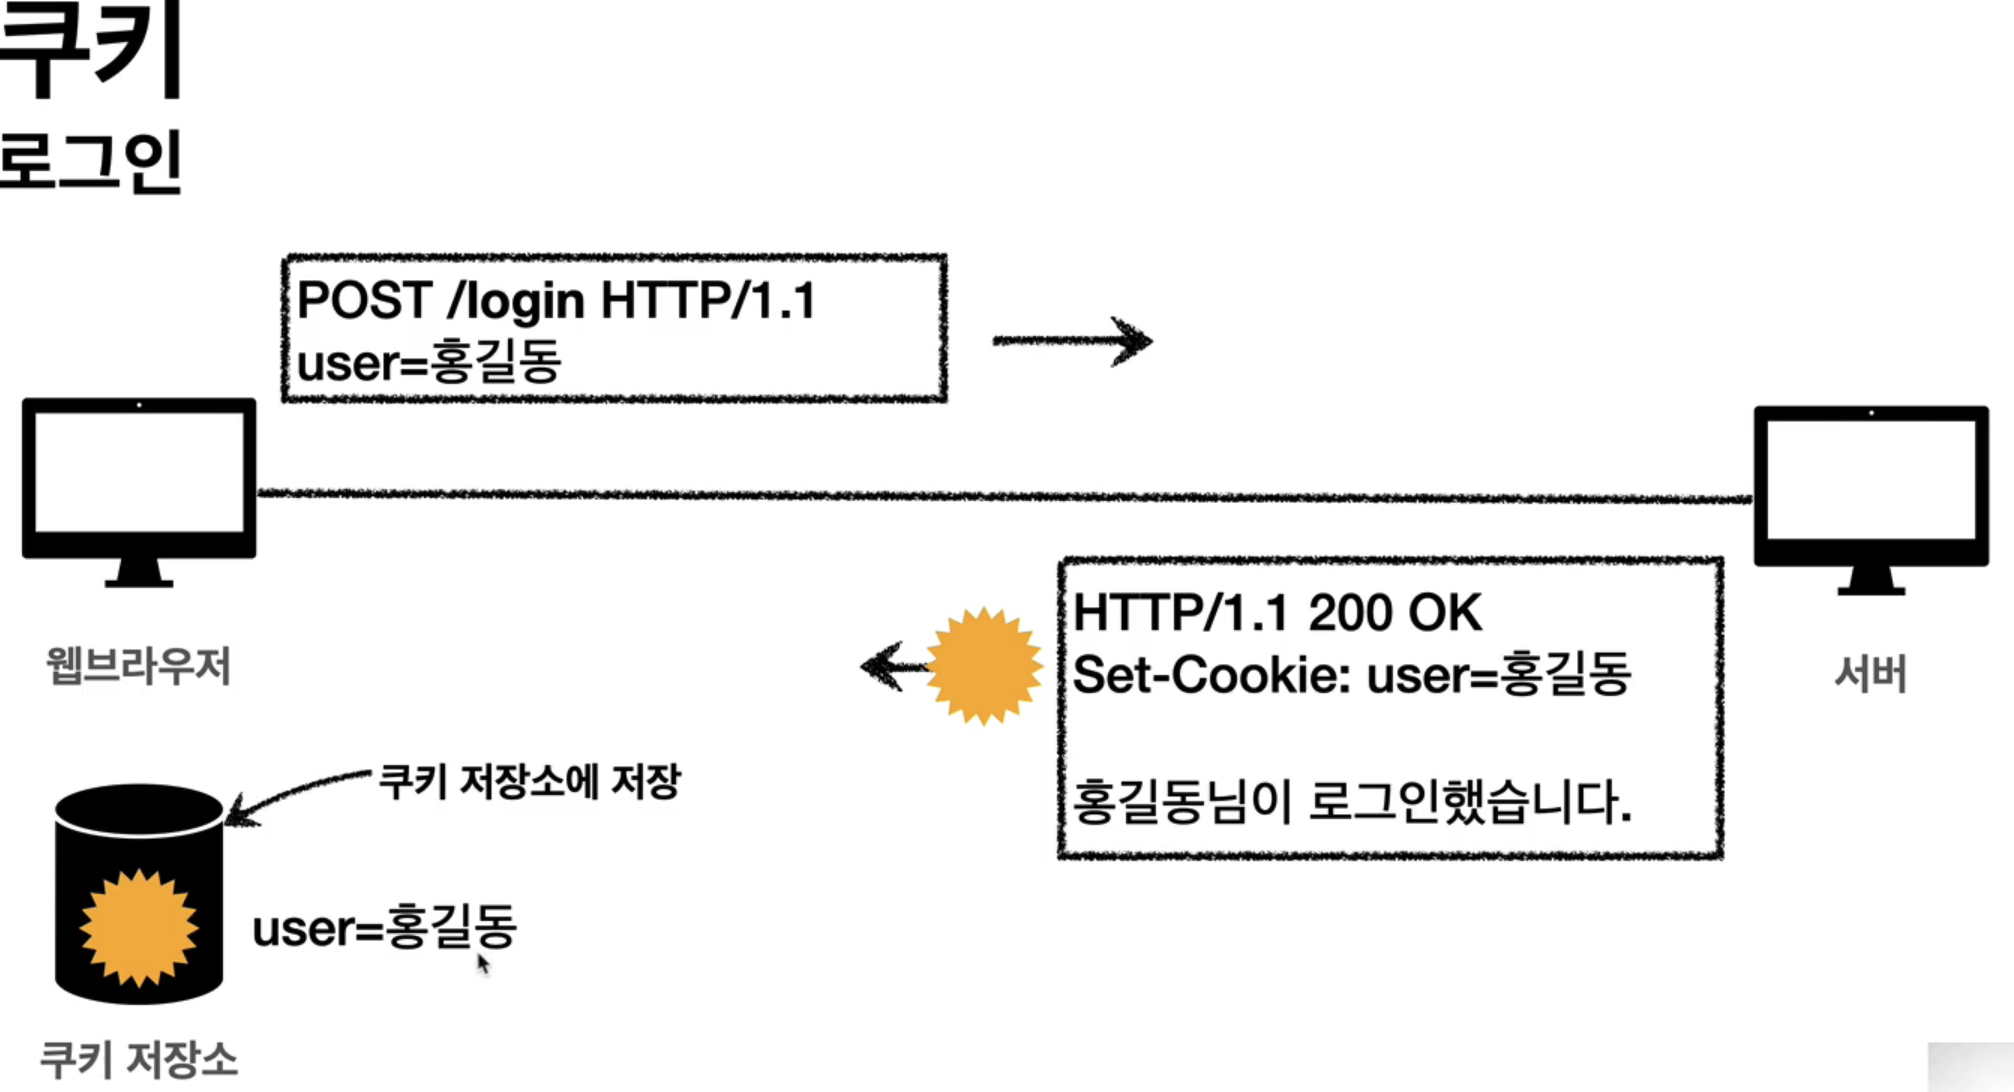 쿠키
로그인
POST /login HTTP/1.1
user=홍길동
웹브라우저
서버
HTTP/1.1 200 OK
Set-Cookie: user=홍길동
홍길동님이 로그인했습니다.
쿠키 저장소에 저장
user=홍길동
쿠키 저장소